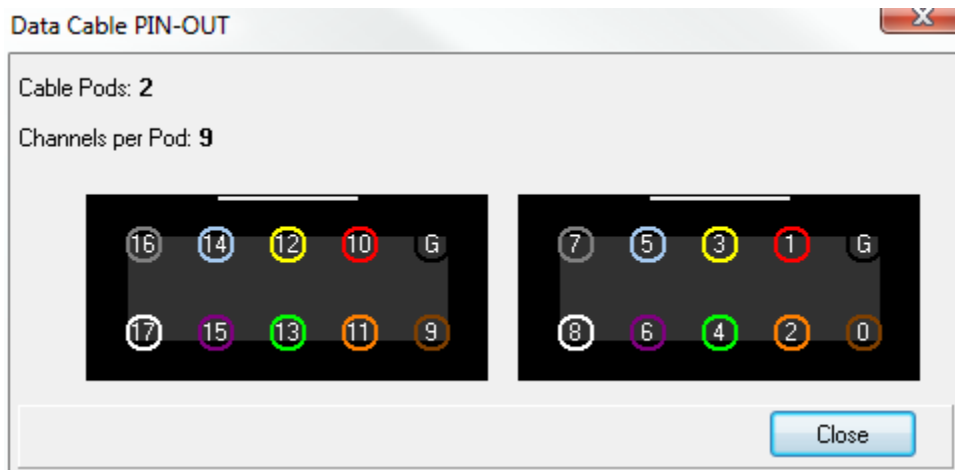 Data Cable PIN-OUT
X
Cable Pods: 2
Channels per Pod: 9
16 14 12 10 G
17 15 13 11 9
7 5 3 1 G
8 6 4 2 0
Close